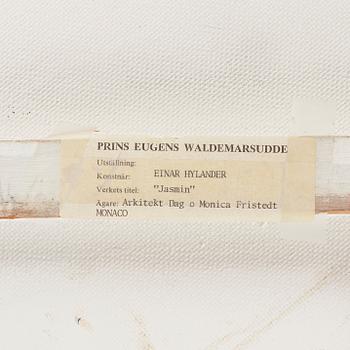 PRINS EUGENS WALDEMARSUDDE
Utställning:
Konstnär: EINAR HYLANDER
Verkets titel: "Jasmin"
Ägare: Arkitekt Dag o Monica Fristedt
MONACO